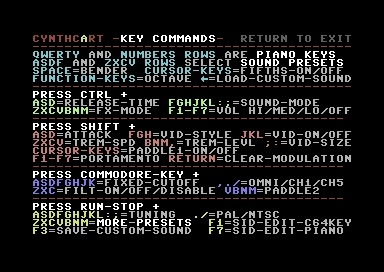 CYNTHCART -KEY COMMANDS- RETURN TO EXIT
QWERTY AND NUMBERS ROWS ARE PIANO KEYS
ASDF AND ZXCV ROWS SELECT SOUND PRESETS
SPACE=BENDER CURSOR-KEYS=FIFTHS-ON/OFF
FUNCTION-KEYS=OCTAVE ←=LOAD-CUSTOM-SOUND
PRESS CTRL +
ASD=RELEASE-TIME FGHJKL:;=SOUND-MODE
ZXCVBNM=FX-MODE F1-F7=VOL HI/MED/LO/OFF
PRESS SHIFT +
ASD=ATTACK FGH=VID-STYLE JKL=VID-ON/OFF
ZXCV=TREM-SPD BNM,=TREM-LEVL ;:=VID-SIZE
CURSOR-KEYS=PADDLE1-ON/OFF
F1-F7=PORTAMENTO RETURN=CLEAR-MODULATION
PRESS COMMODORE-KEY +
ASDFGHJK=FIXED-CUTOFF ,./=OMNI/CH1/CH5
ZXC=FILT-ON/OFF/DISABLE VBNM=PADDLE2
PRESS RUN-STOP +
ASDFGHJKL:;=TUNING ./=PAL/NTSC
ZXCVBNM=MORE-PRESETS F1=SID-EDIT-C64KEY
F3=SAVE-CUSTOM-SOUND F7=SID-EDIT-PIANO